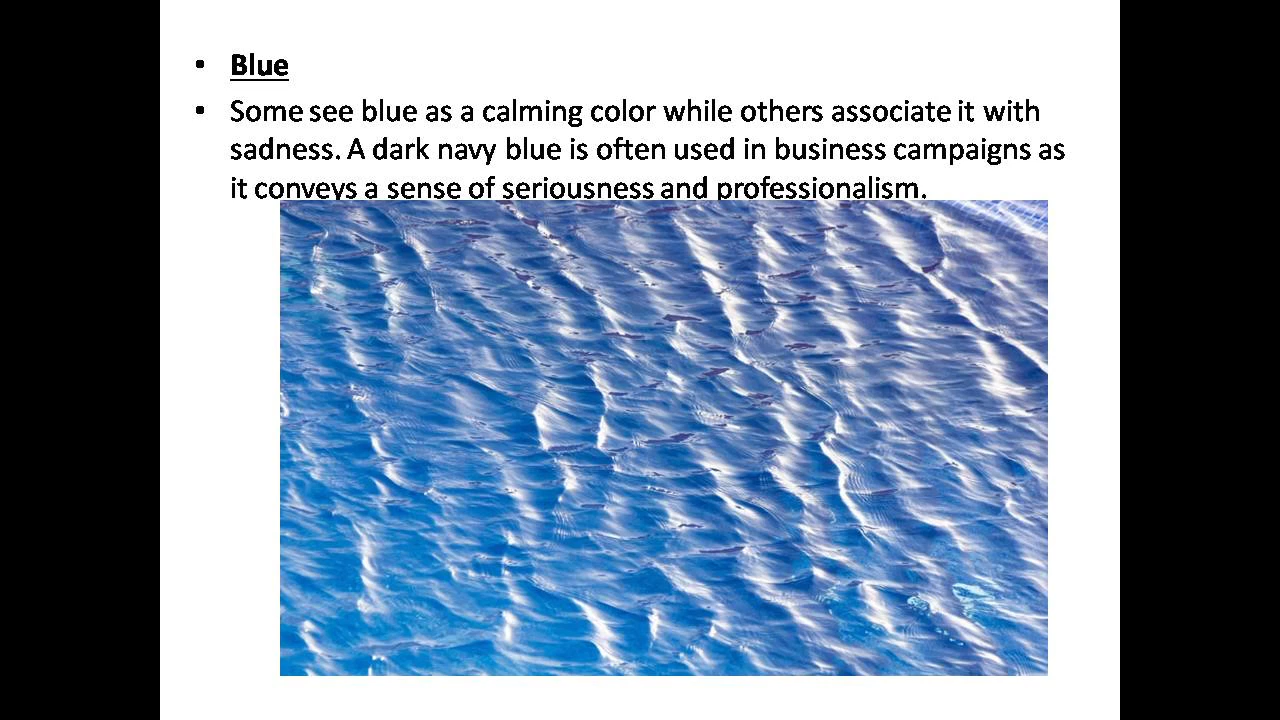 • Blue
• Some see blue as a calming color while others associate it with
sadness. A dark navy blue is often used in business campaigns as
it conveys a sense of seriousness and professionalism.